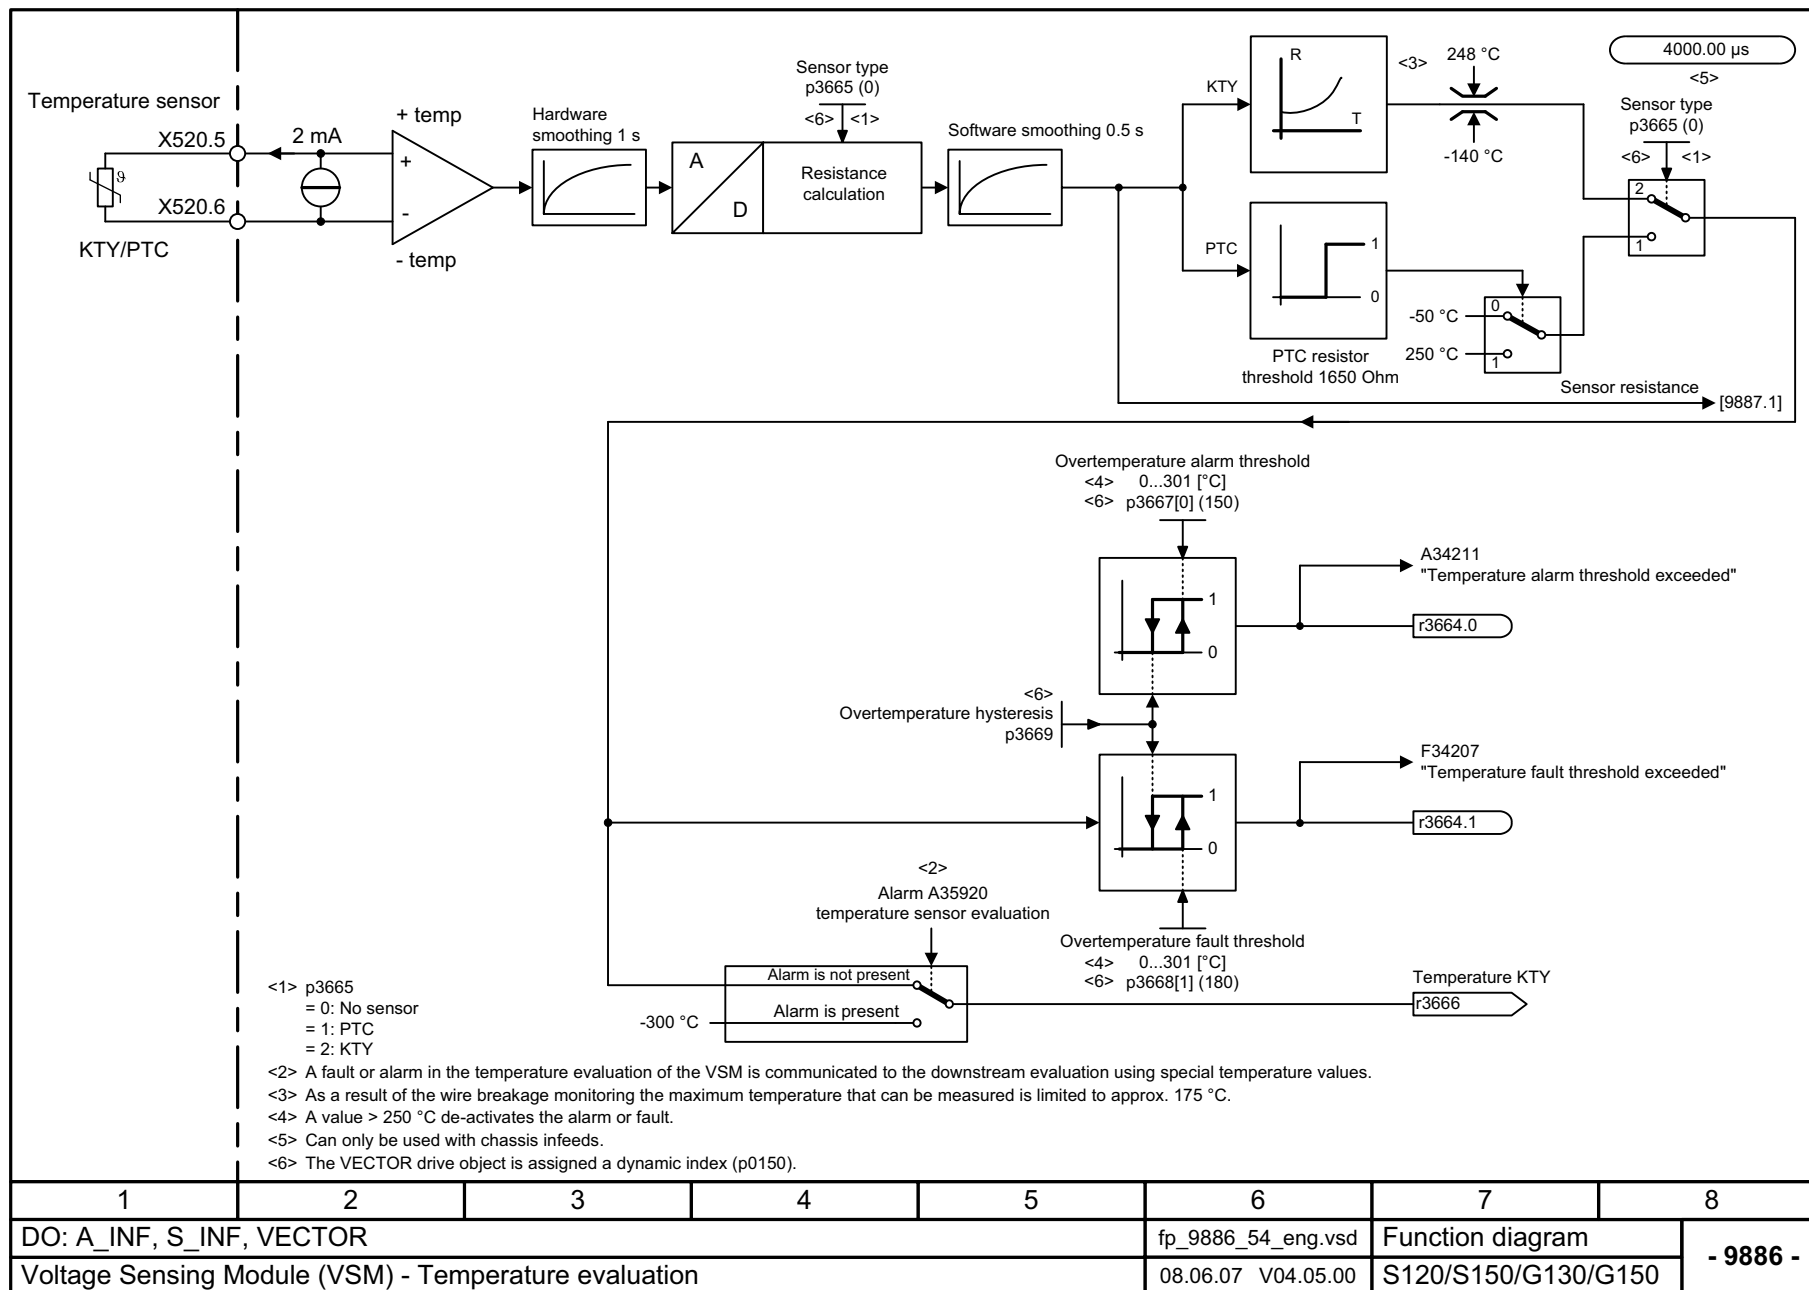 Temperature sensor
X520.5
X520.6
ϑ
KTY/PTC
2 mA
+ temp
+
-
- temp
Hardware
smoothing 1 s
A
D
Sensor type
p3665 (0)
<6> <1>
Resistance
calculation
Software smoothing 0.5 s
KTY
R
T
<3>
248 °C
-140 °C
4000.00 µs
<5>
Sensor type
p3665 (0)
<6> <1>
2
1
PTC
1
0
PTC resistor
threshold 1650 Ohm
-50 °C
250 °C
0
1
Sensor resistance
[9887.1]
Overtemperature alarm threshold
<4> 0...301 [°C]
<6> p3667[0] (150)
1
0
A34211
"Temperature alarm threshold exceeded"
r3664.0
<6>
Overtemperature hysteresis
p3669
1
0
F34207
"Temperature fault threshold exceeded"
r3664.1
Overtemperature fault threshold
<4> 0...301 [°C]
<6> p3668[1] (180)
<2>
Alarm A35920
temperature sensor evaluation
Alarm is not present
Alarm is present
-300 °C
Temperature KTY
r3666
<1> p3665
= 0: No sensor
= 1: PTC
= 2: KTY
<2> A fault or alarm in the temperature evaluation of the VSM is communicated to the downstream evaluation using special temperature values.
<3> As a result of the wire breakage monitoring the maximum temperature that can be measured is limited to approx. 175 °C.
<4> A value > 250 °C de-activates the alarm or fault.
<5> Can only be used with chassis infeeds.
<6> The VECTOR drive object is assigned a dynamic index (p0150).
1 2 3 4 5 6 7 8
DO: A_INF, S_INF, VECTOR
fp_9886_54_eng.vsd
Function diagram
- 9886 -
Voltage Sensing Module (VSM) - Temperature evaluation
08.06.07 V04.05.00
S120/S150/G130/G150